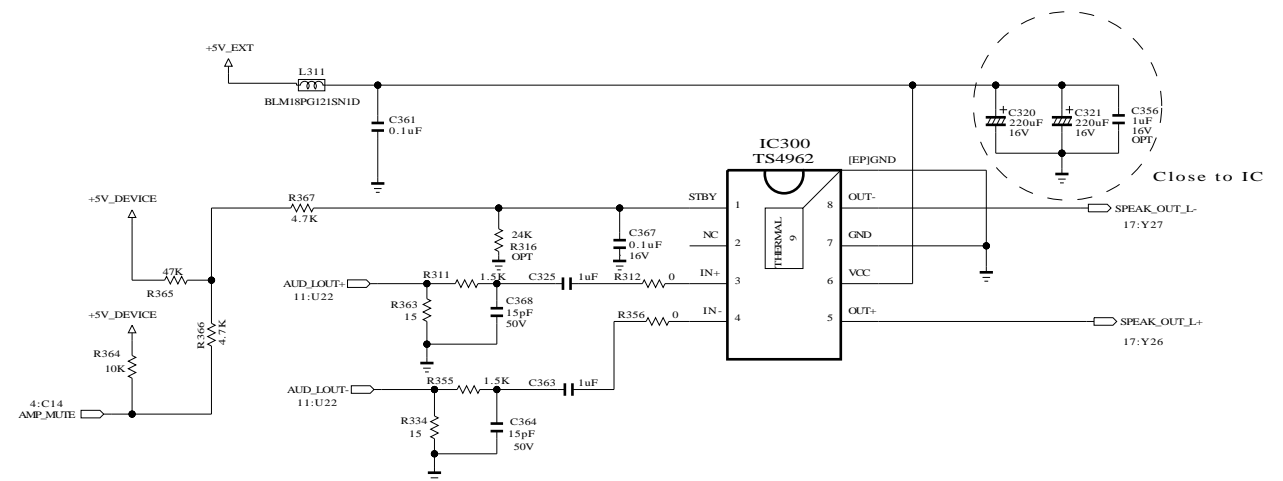 +5V_EXT
L311
BLM18PG121SN1D
C361
0.1uF
+
C320
220uF
16V
+
C321
220uF
16V
C356
1uF
16V
OPT
Close to IC
IC300
TS4962
[EP]GND
STBY
1
NC
2
IN+
3
IN-
4
THERMAL
9
8
OUT-
7
GND
6
VCC
5
OUT+
SPEAK_OUT_L-
17:Y27
SPEAK_OUT_L+
17:Y26
+5V_DEVICE
R367
4.7K
24K
R316
OPT
C367
0.1uF
16V
47K
R365
AUD_LOUT+
11:U22
R311
1.5K
C325
1uF
R312
0
R363
15
C368
15pF
50V
R356
0
+5V_DEVICE
R366
4.7K
R364
10K
AUD_LOUT-
11:U22
R355
1.5K
C363
1uF
R334
15
C364
15pF
50V
4:C14
AMP_MUTE